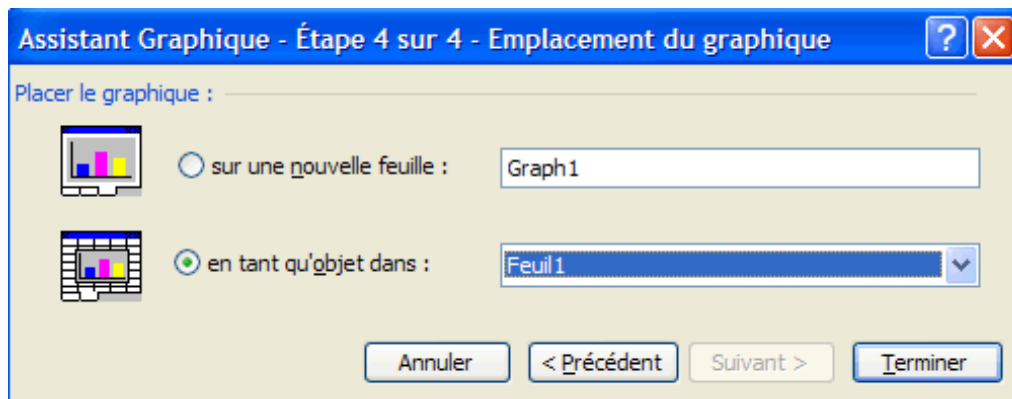 Assistant Graphique - Étape 4 sur 4 - Emplacement du graphique
Placer le graphique :
sur une nouvelle feuille : Graph1
en tant qu'objet dans : Feuil1
Annuler < Précédent Suivant > Terminer